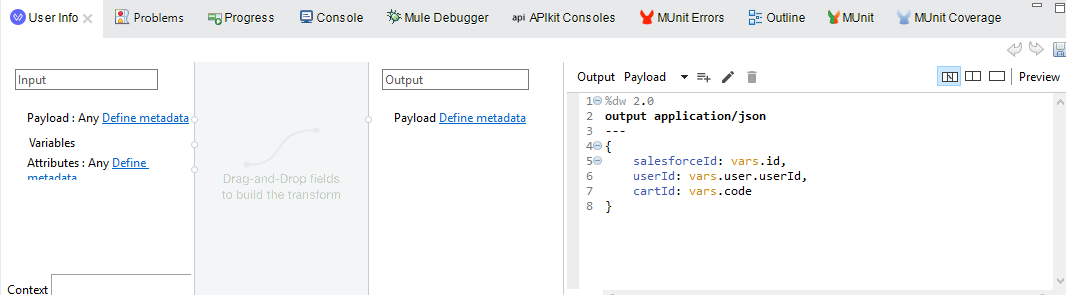 User Info
Problems
Progress
Console
Mule Debugger
api APIkit Consoles
MUnit Errors
Outline
MUnit
MUnit Coverage
Input
Payload : Any Define metadata
Variables
Attributes : Any Define
metadata
Context
Drag-and-Drop fields
to build the transform
Output
Payload Define metadata
Output Payload Preview
1 %dw 2.0
2 output application/json
3 ---
4 {
5 salesforceId: vars.id,
6 userId: vars.user.userId,
7 cartId: vars.code
8 }